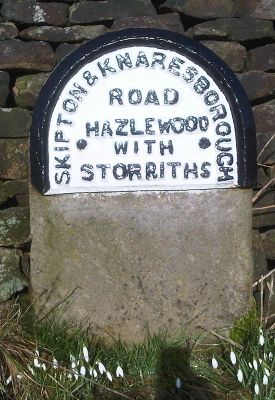 SKIPTON & KNARESBOROUGH
ROAD
HAZLEWOOD
WITH
STORRITHS